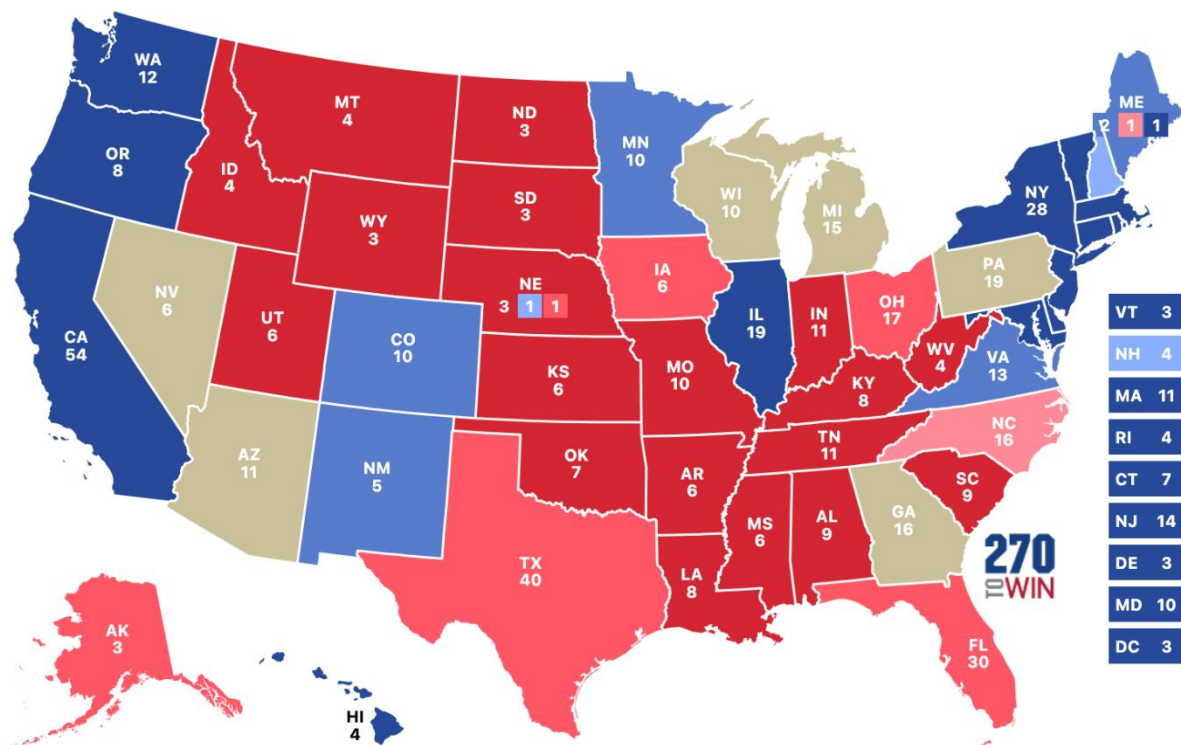 WA
12
MT
4
ND
3
MN
10
ME
2 1 1
OR
8
ID
4
SD
3
WI
10
MI
15
NY
28
WY
3
IA
6
NE
3 1 1
PA
19
NV
6
UT
6
CO
10
IL
19
IN
11
OH
17
WV
4
VA
13
CA
54
KS
6
MO
10
KY
8
NC
16
TN
11
AZ
11
NM
5
OK
7
AR
6
SC
9
MS
6
AL
9
GA
16
TX
40
LA
8
FL
30
AK
3
HI
4
270
TO WIN
VT 3
NH 4
MA 11
RI 4
CT 7
NJ 14
DE 3
MD 10
DC 3